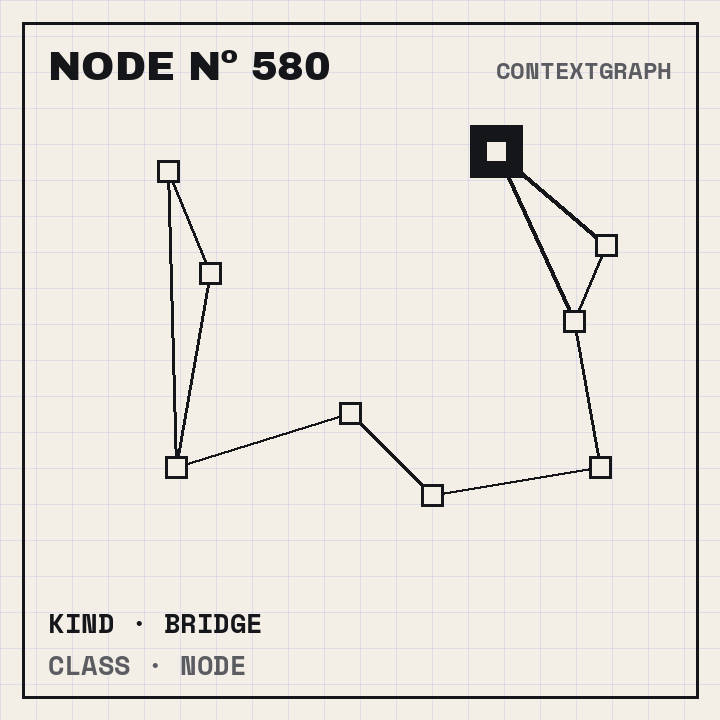 NODE Nº 580
CONTEXTGRAPH
KIND · BRIDGE
CLASS · NODE